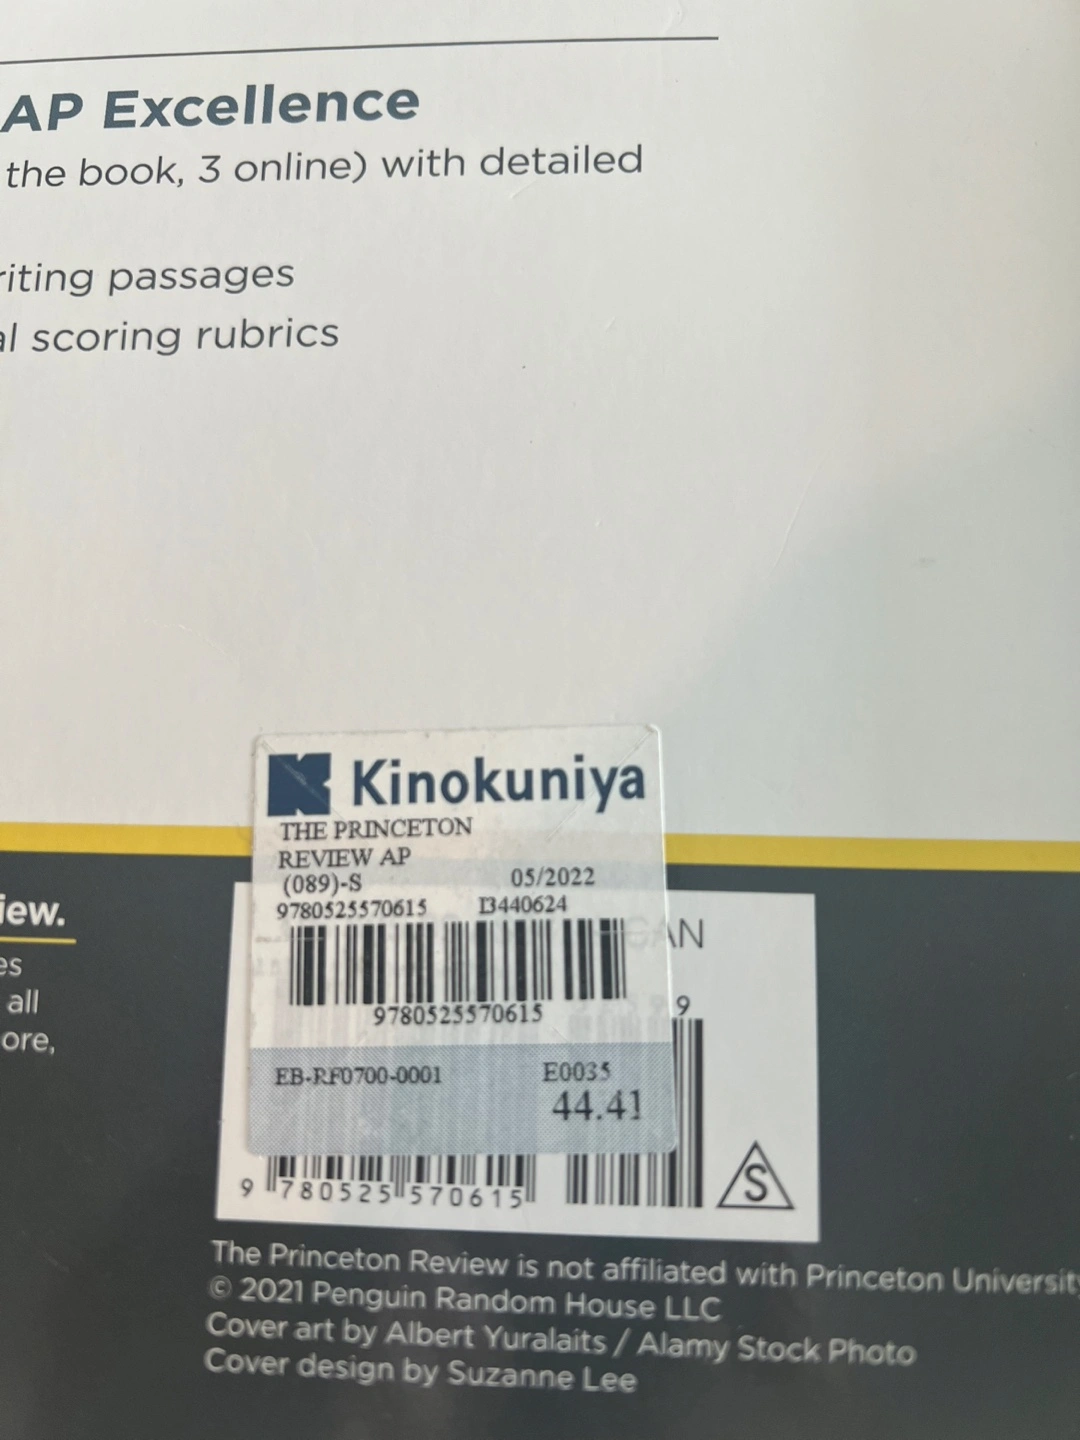 AP Excellence
the book, 3 online) with detailed
riting passages
al scoring rubrics
Kinokuniya
THE PRINCETON
REVIEW AP
(089)-S 05/2022
9780525570615 I3440624
9780525570615
EB-RF0700-0001 E0035
44.41
iew.
es
all
ore,
AN
9
9 780525 570615
S
The Princeton Review is not affiliated with Princeton University
© 2021 Penguin Random House LLC
Cover art by Albert Yuralaits / Alamy Stock Photo
Cover design by Suzanne Lee